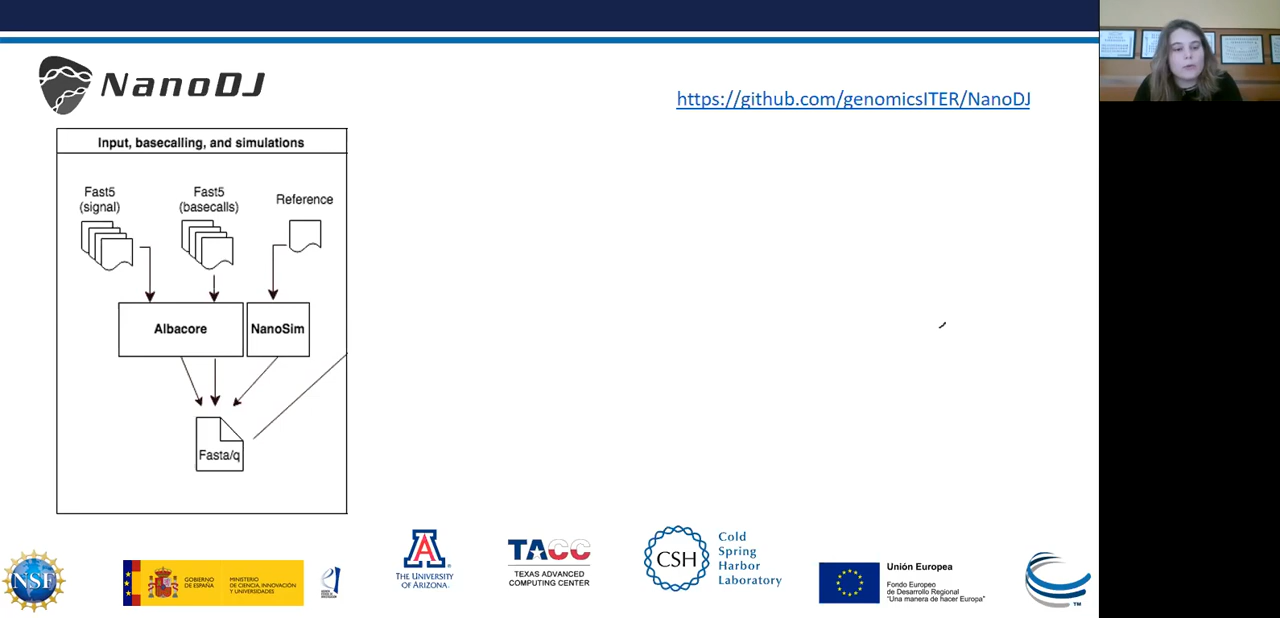 NanoDJ
https://github.com/genomicsITER/NanoDJ
Input, basecalling, and simulations
Fast5
(signal)
Fast5
(basecalls)
Reference
Albacore
NanoSim
Fasta/q
NSF
GOBIERNO
DE ESPAÑA
MINISTERIO
DE CIENCIA, INNOVACIÓN
Y UNIVERSIDADES
A
THE UNIVERSITY
OF ARIZONA
TACC
TEXAS ADVANCED
COMPUTING CENTER
CSH
Cold
Spring
Harbor
Laboratory
Unión Europea
Fondo Europeo
de Desarrollo Regional
"Una manera de hacer Europa"
TM